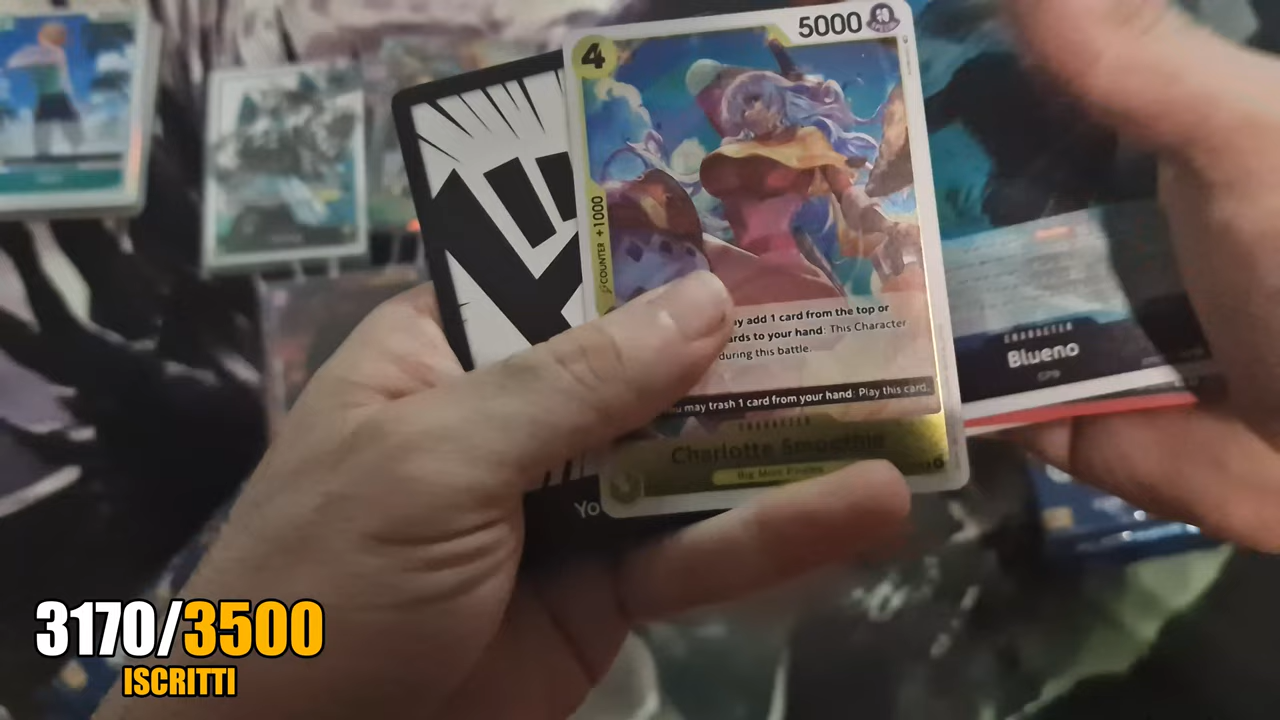 4
5000
COUNTER +1000
ay add 1 card from the top or
ards to your hand: This Character
during this battle.
u may trash 1 card from your hand: Play this card.
CHARACTER
Charlotte Smoothie
Big Mom Pirates
CHARACTER
Blueno
CP9
Yo
3170/3500
ISCRITTI